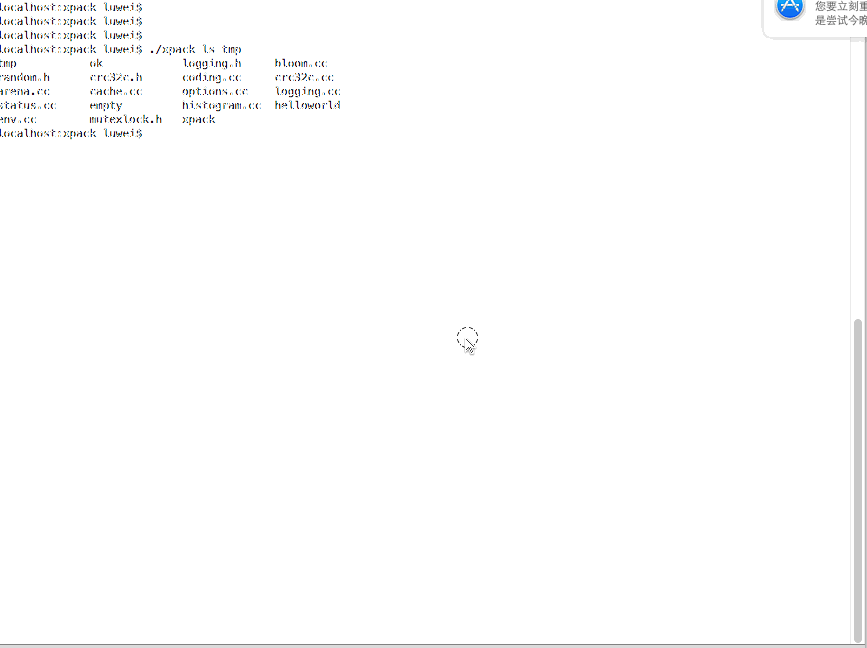 localhost:xpack luwei$
localhost:xpack luwei$
localhost:xpack luwei$
localhost:xpack luwei$ ./xpack ls tmp
tmp ok logging.h bloom.cc
random.h crc32c.h coding.cc crc32c.cc
arena.cc cache.cc options.cc logging.cc
status.cc empty histogram.cc helloworld
env.cc mutexlock.h xpack
localhost:xpack luwei$
您要立刻重
是尝试今晚